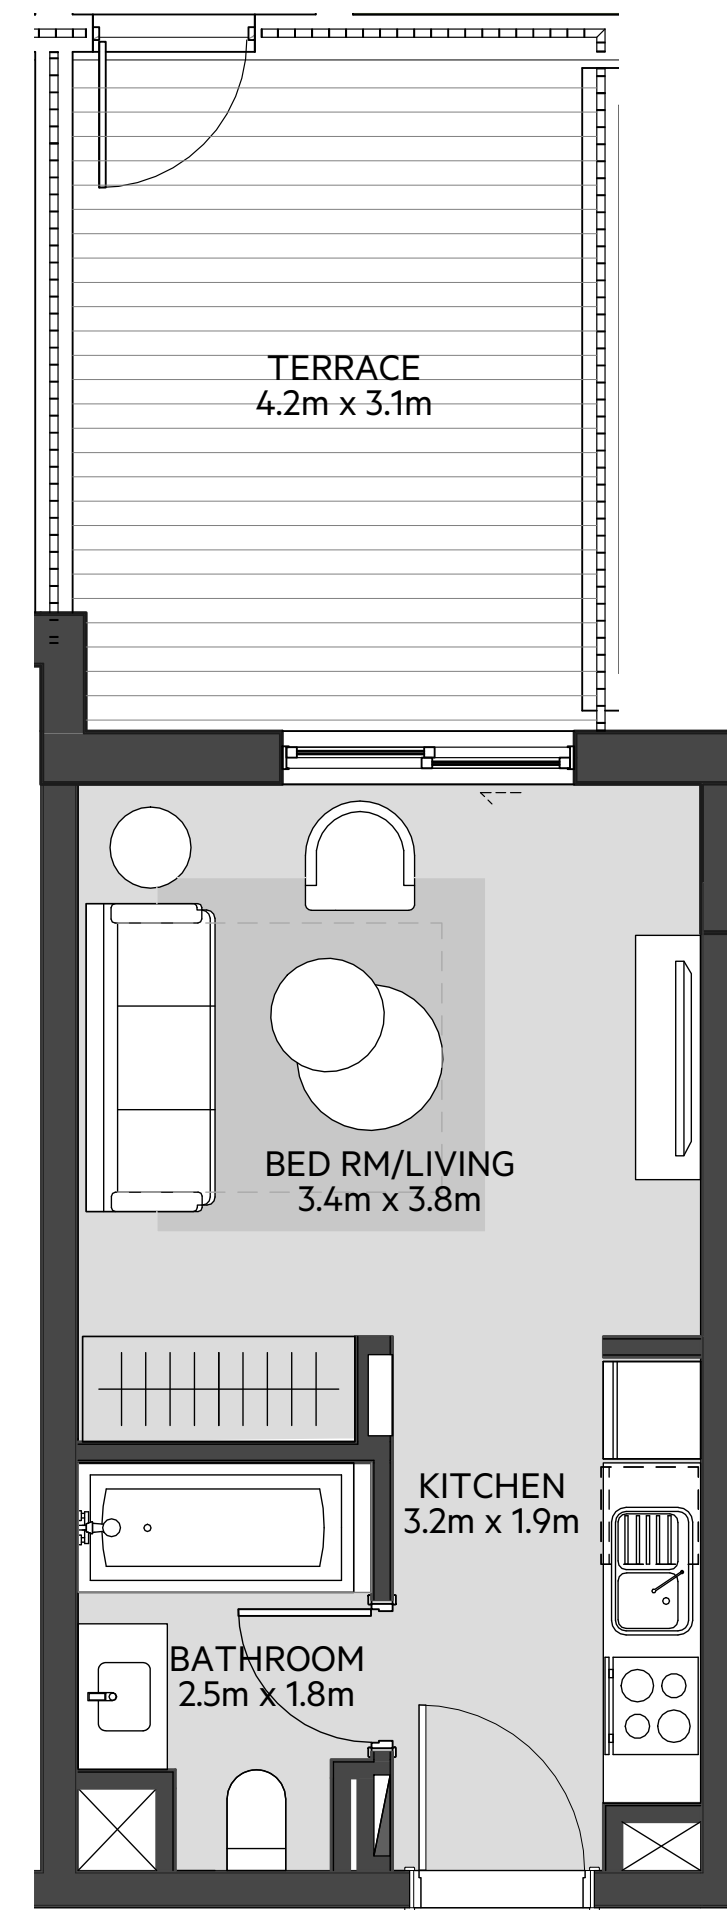 TERRACE
4.2m x 3.1m
BED RM/LIVING
3.4m x 3.8m
KITCHEN
3.2m x 1.9m
BATHROOM
2.5m x 1.8m